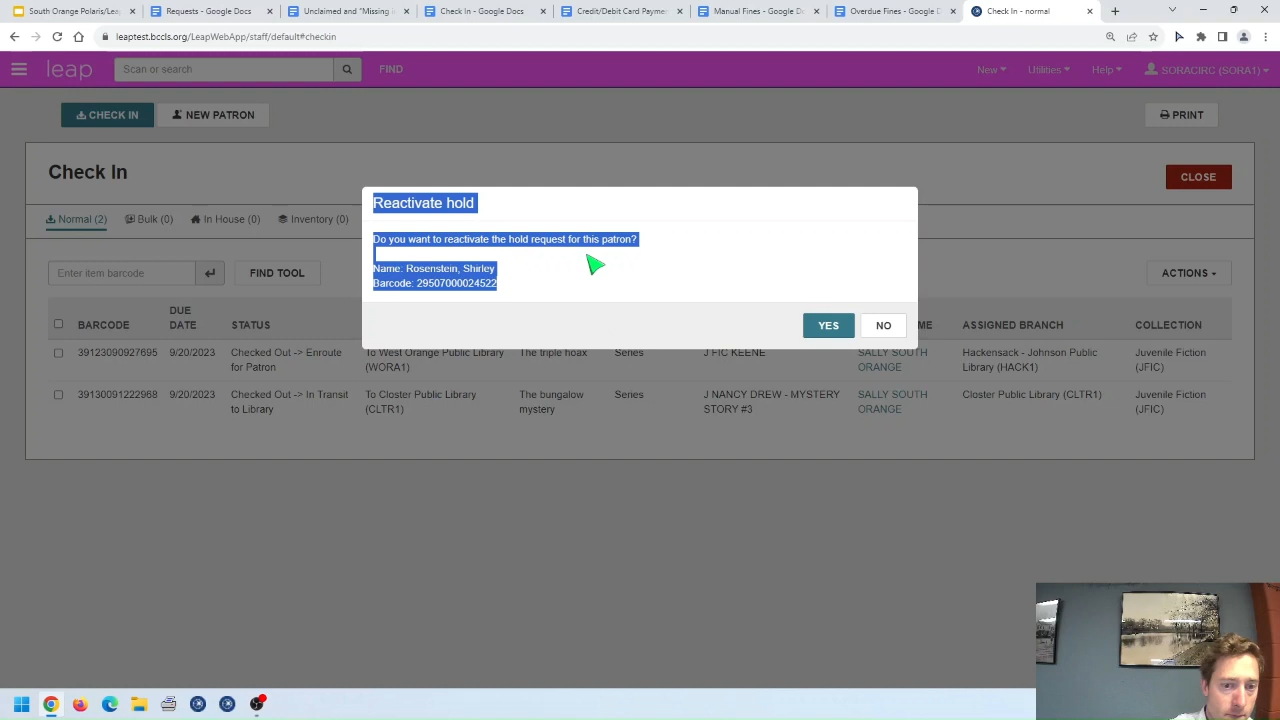 South Orange Polaris/Leap
Requests - Google Docs
Unclaimed and "Missing i
Check In - Google Docs
Credit/Debit Card Paymen
Manual Fines - Google Do
Overdue Fines - Google D
Check In - normal
leaptest.bccls.org/LeapWebApp/staff/default#checkin
leap
Scan or search
FIND
New
Utilities
Help
SORACIRC (SORA1)
CHECK IN
NEW PATRON
PRINT
Check In
CLOSE
Normal (2)
Bulk (0)
In House (0)
Inventory (0)
Reactivate hold
Do you want to reactivate the hold request for this patron?
Name: Rosenstein, Shirley
Barcode: 29507000024522
YES
NO
Enter item barcode
FIND TOOL
ACTIONS
BARCODE
DUE
DATE
STATUS
ME
ASSIGNED BRANCH
COLLECTION
39123090927695
9/20/2023
Checked Out -> Enroute
for Patron
To West Orange Public Library
(WORA1)
The triple hoax
Series
J FIC KEENE
SALLY SOUTH
ORANGE
Hackensack - Johnson Public
Library (HACK1)
Juvenile Fiction
(JFIC)
39130091222968
9/20/2023
Checked Out -> In Transit
to Library
To Closter Public Library
(CLTR1)
The bungalow
mystery
Series
J NANCY DREW - MYSTERY
STORY #3
SALLY SOUTH
ORANGE
Closter Public Library (CLTR1)
Juvenile Fiction
(JFIC)